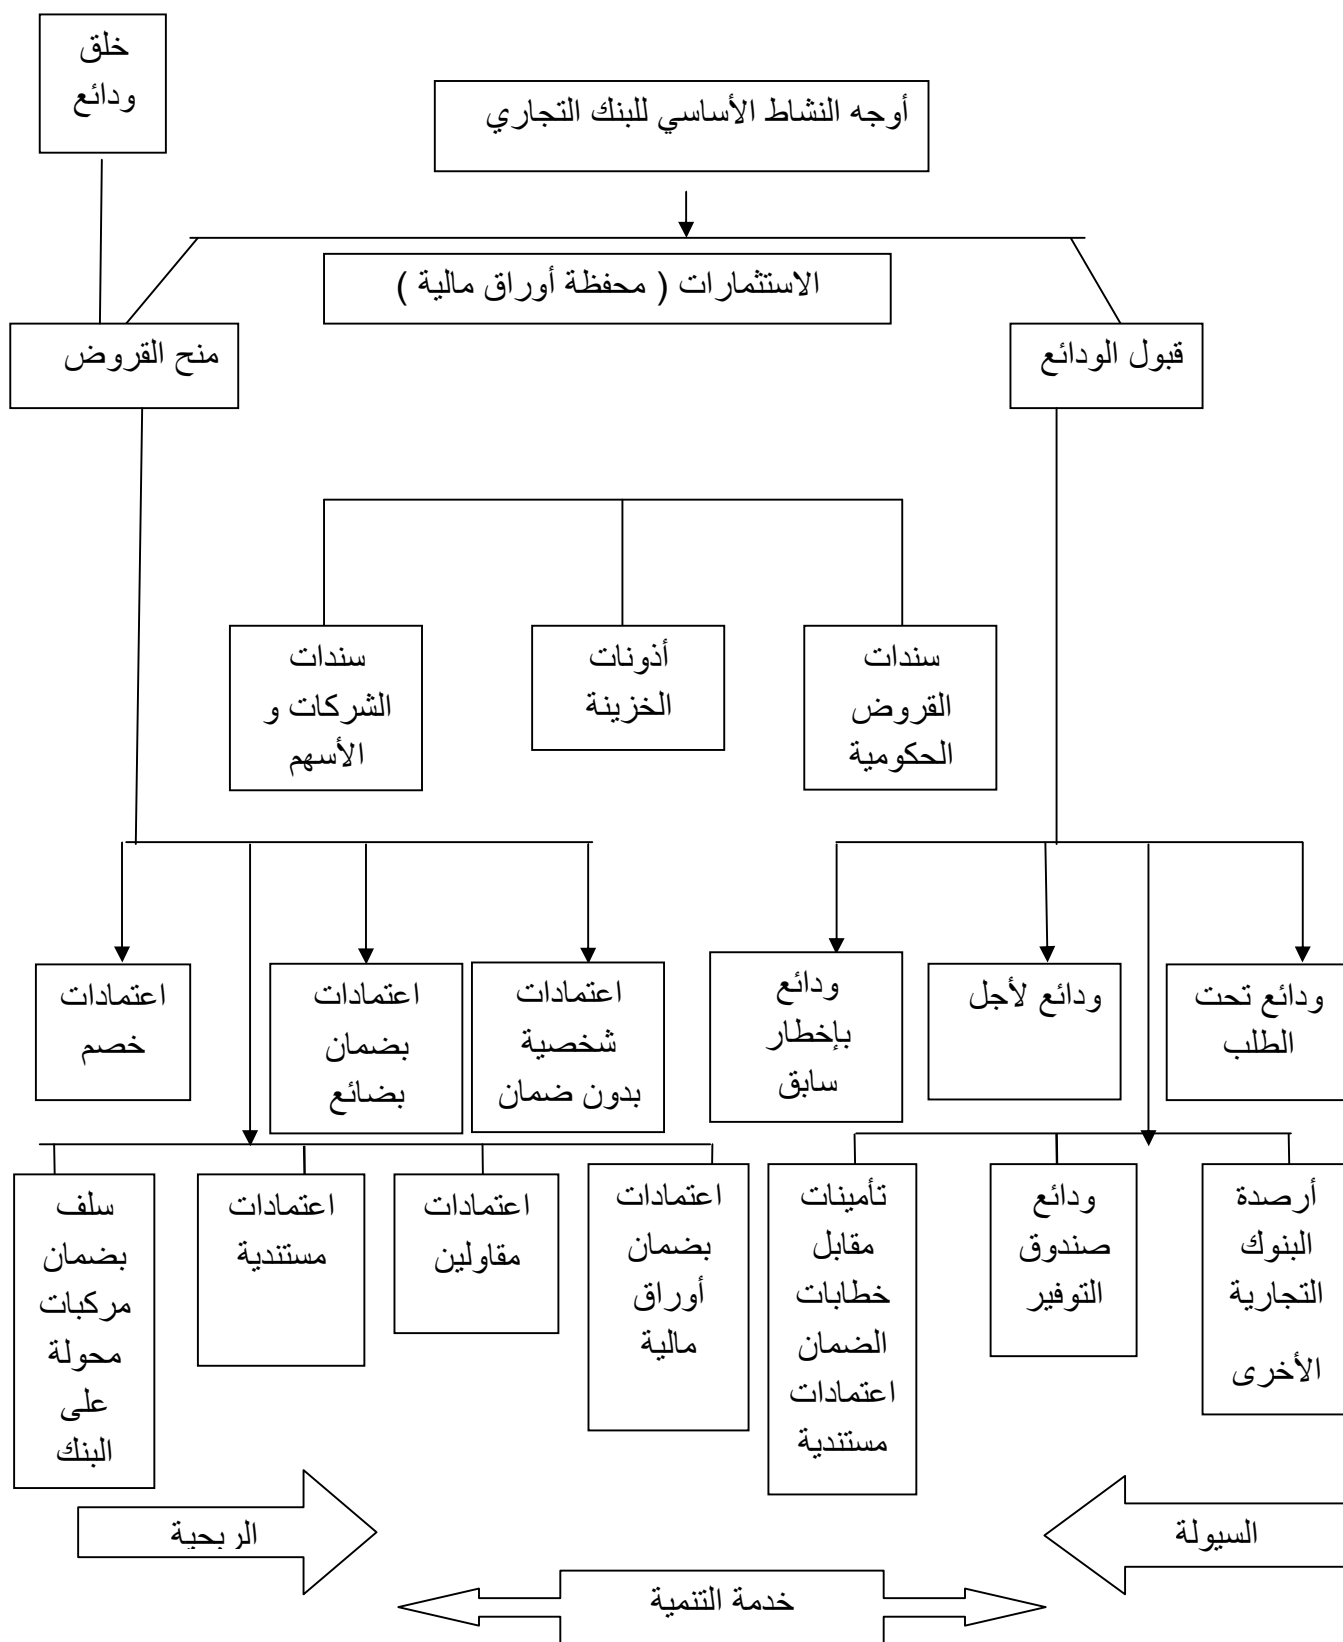 خلق
ودائع
أوجه النشاط الأساسي للبنك التجاري
الاستثمارات ( محفظة أوراق مالية )
قبول الودائع
منح القروض
سندات
القروض
الحكومية
أذونات
الخزينة
سندات
الشركات و
الأسهم
ودائع تحت
الطلب
ودائع لأجل
ودائع
بإخطار
سابق
اعتمادات
شخصية
بدون ضمان
اعتمادات
بضمان
بضائع
اعتمادات
خصم
أرصدة
البنوك
التجارية
الأخرى
ودائع
صندوق
التوفير
تأمينات
مقابل
خطابات
الضمان
اعتمادات
مستندية
اعتمادات
بضمان
أوراق
مالية
اعتمادات
مقاولين
اعتمادات
مستندية
سلف
بضمان
مركبات
محولة
على
البنك
السيولة
الربحية
خدمة التنمية